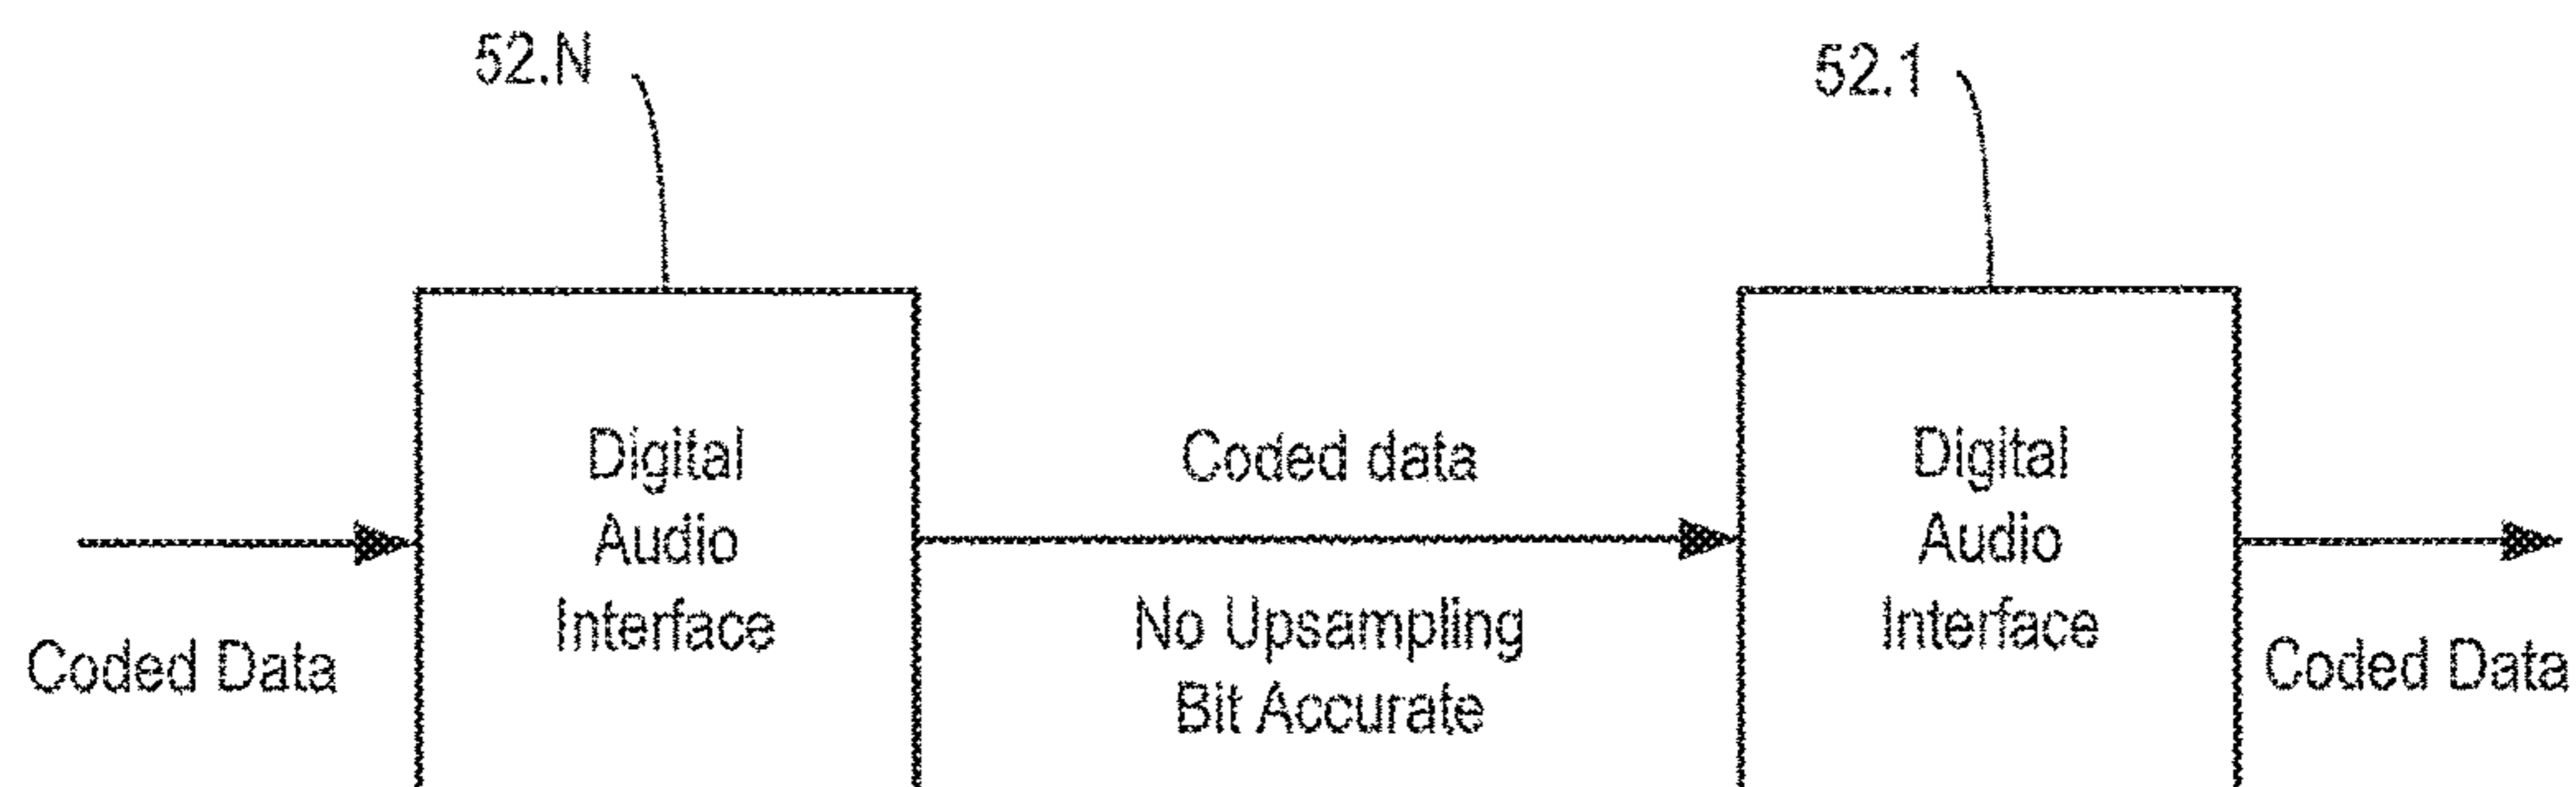 52.N
52.1
Digital
Audio
Interface
Coded data
No Upsampling
Bit Accurate
Digital
Audio
Interface
Coded Data
Coded Data